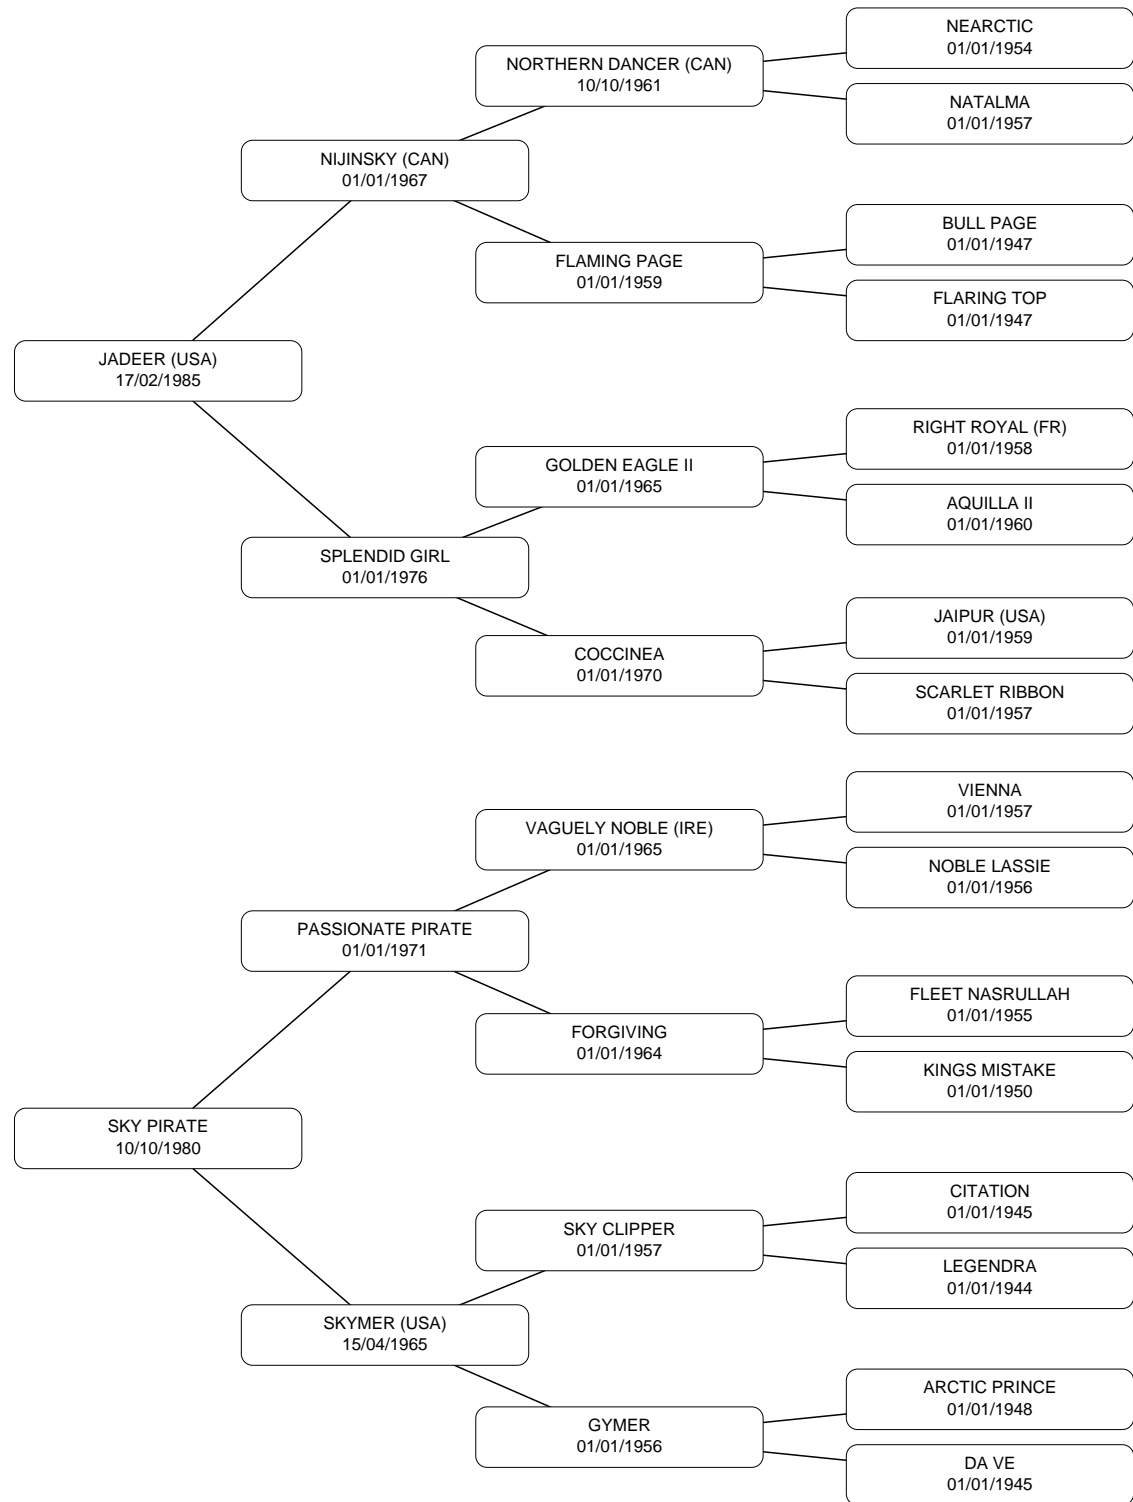 NEARCTIC
01/01/1954
NORTHERN DANCER (CAN)
10/10/1961
NATALMA
01/01/1957
NIJINSKY (CAN)
01/01/1967
BULL PAGE
01/01/1947
FLAMING PAGE
01/01/1959
FLARING TOP
01/01/1947
JADEER (USA)
17/02/1985
RIGHT ROYAL (FR)
01/01/1958
GOLDEN EAGLE II
01/01/1965
AQUILLA II
01/01/1960
SPLENDID GIRL
01/01/1976
JAIPUR (USA)
01/01/1959
COCCINEA
01/01/1970
SCARLET RIBBON
01/01/1957
VIENNA
01/01/1957
VAGUELY NOBLE (IRE)
01/01/1965
NOBLE LASSIE
01/01/1956
PASSIONATE PIRATE
01/01/1971
FLEET NASRULLAH
01/01/1955
FORGIVING
01/01/1964
KINGS MISTAKE
01/01/1950
SKY PIRATE
10/10/1980
CITATION
01/01/1945
SKY CLIPPER
01/01/1957
LEGENDRA
01/01/1944
SKYMER (USA)
15/04/1965
ARCTIC PRINCE
01/01/1948
GYMER
01/01/1956
DA VE
01/01/1945